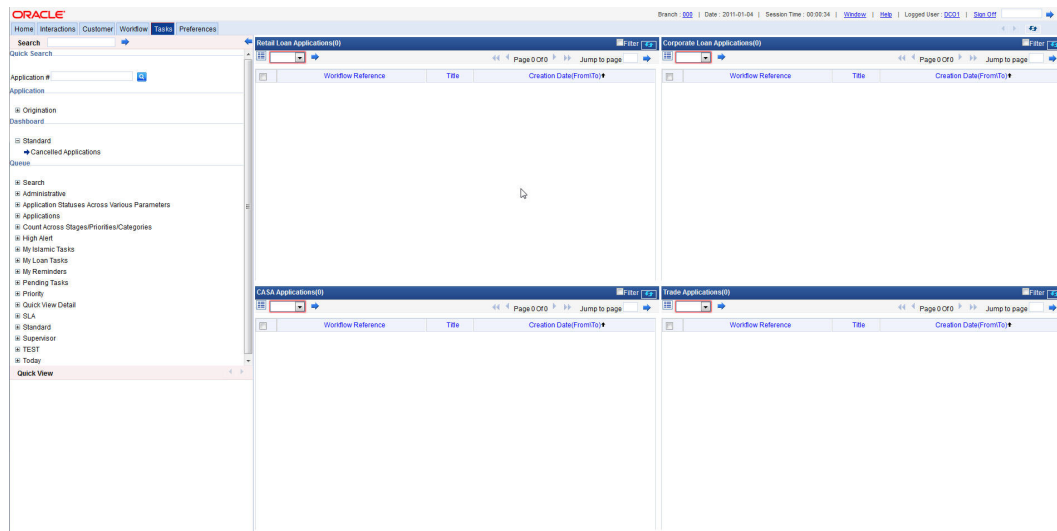 ORACLE®
Branch : 000 | Date : 2011-01-04 | Session Time : 00:00:34 | Window | Help | Logged User : DCO1 | Sign Off
Home Interactions Customer Workflow Tasks Preferences
Search
Quick Search
Application #
Application
Origination
Dashboard
Standard
Cancelled Applications
Queue
Search
Administrative
Application Statuses Across Various Parameters
Applications
Count Across Stages/Priorities/Categories
High Alert
My Islamic Tasks
My Loan Tasks
My Reminders
Pending Tasks
Priority
Quick View Detail
SLA
Standard
Supervisor
TEST
Today
Quick View
Retail Loan Applications(0) Filter
Page 0 Of 0 Jump to page
Workflow Reference Title Creation Date(From\To)
Corporate Loan Applications(0) Filter
Page 0 Of 0 Jump to page
Workflow Reference Title Creation Date(From\To)
CASA Applications(0) Filter
Page 0 Of 0 Jump to page
Workflow Reference Title Creation Date(From\To)
Trade Applications(0) Filter
Page 0 Of 0 Jump to page
Workflow Reference Title Creation Date(From\To)